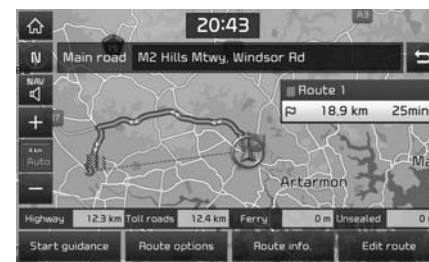 20:43
A3
N
Main road M2 Hills Mtwy, Windsor Rd
NAV
Route 1
18,9 km 25min
Auto
Artarmon
Highway 12.3 km Toll roads 12.4 km Ferry 0 m Unsealed 0
Start guidance Route options Route info. Edit route